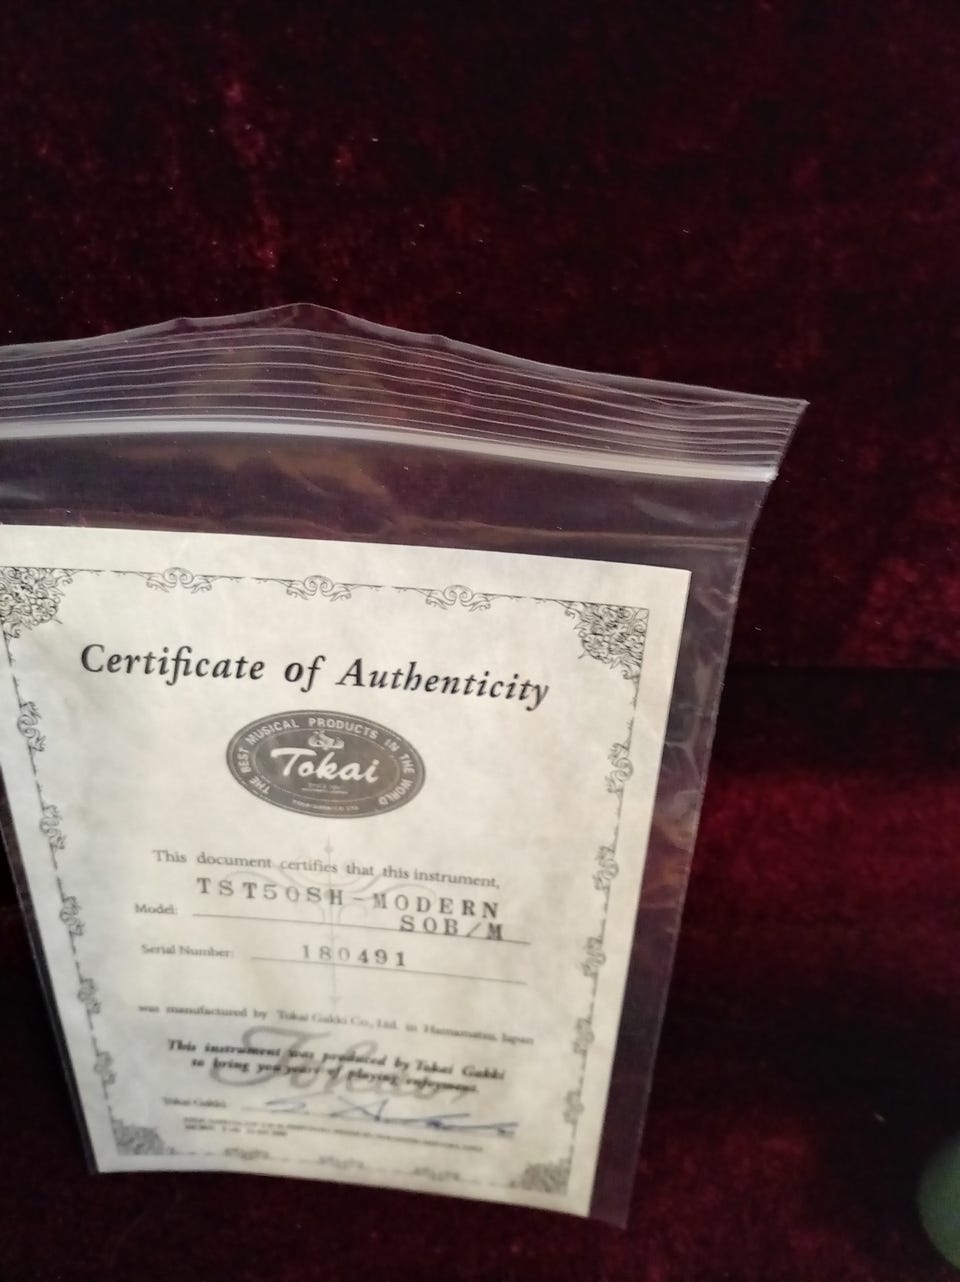 Certificate of Authenticity
THE BEST MUSICAL PRODUCTS IN THE WORLD
Tokai
This document certifies that this instrument,
TST50SH-MODERN
Model: SOB/M
Serial Number: 180491
was manufactured by Tokai Gakki Co., Ltd. in Hamamatsu, Japan
This instrument was produced by Tokai Gakki
to bring you years of playing enjoyment.
Tokai Gakki: